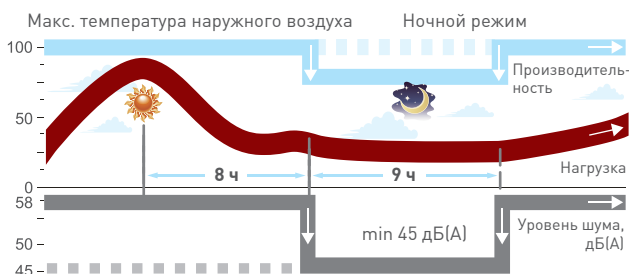 Макс. температура наружного воздуха
Ночной режим
100
Производитель-
ность
50
8 ч
9 ч
Нагрузка
0
58
Уровень шума,
дБ(А)
min 45 дБ(А)
50
45